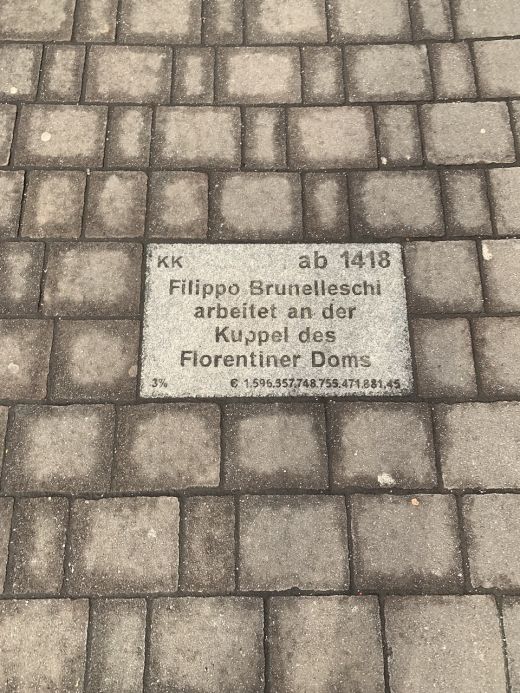 KK ab 1418
Filippo Brunelleschi
arbeitet an der
Kuppel des
Florentiner Doms
3% € 1.596.557.748.755.471.881,45